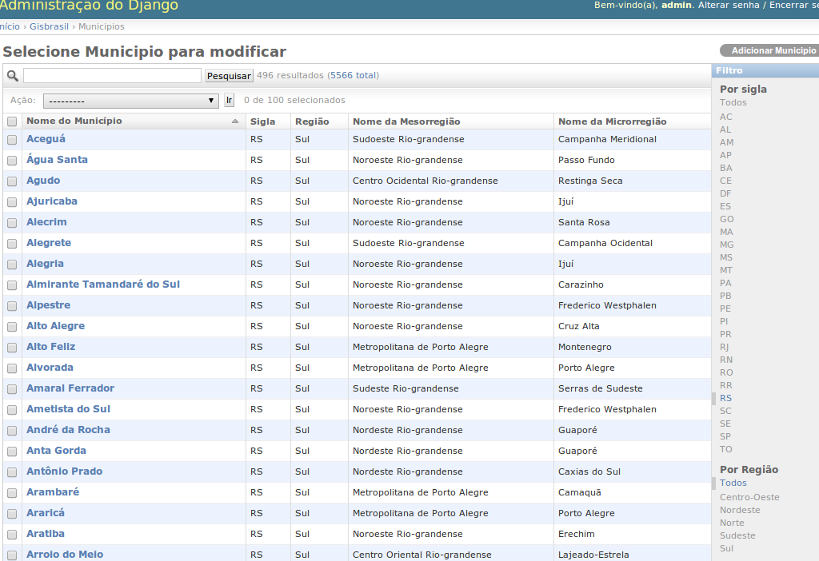 Administração do Django
Bem-vindo(a), admin. Alterar senha / Encerrar
Início › Gisbrasil › Municipios
Selecione Municipio para modificar
Adicionar Municipio
Pesquisar 496 resultados (5566 total)
Ação: --------- Ir 0 de 100 selecionados
Nome do Município Sigla Região Nome da Mesorregião Nome da Microrregião
Aceguá RS Sul Sudoeste Rio-grandense Campanha Meridional
Água Santa RS Sul Noroeste Rio-grandense Passo Fundo
Agudo RS Sul Centro Ocidental Rio-grandense Restinga Seca
Ajuricaba RS Sul Noroeste Rio-grandense Ijuí
Alecrim RS Sul Noroeste Rio-grandense Santa Rosa
Alegrete RS Sul Sudoeste Rio-grandense Campanha Ocidental
Alegria RS Sul Noroeste Rio-grandense Ijuí
Almirante Tamandaré do Sul RS Sul Noroeste Rio-grandense Carazinho
Alpestre RS Sul Noroeste Rio-grandense Frederico Westphalen
Alto Alegre RS Sul Noroeste Rio-grandense Cruz Alta
Alto Feliz RS Sul Metropolitana de Porto Alegre Montenegro
Alvorada RS Sul Metropolitana de Porto Alegre Porto Alegre
Amaral Ferrador RS Sul Sudeste Rio-grandense Serras de Sudeste
Ametista do Sul RS Sul Noroeste Rio-grandense Frederico Westphalen
André da Rocha RS Sul Nordeste Rio-grandense Guaporé
Anta Gorda RS Sul Nordeste Rio-grandense Guaporé
Antônio Prado RS Sul Nordeste Rio-grandense Caxias do Sul
Arambaré RS Sul Metropolitana de Porto Alegre Camaquã
Araricá RS Sul Metropolitana de Porto Alegre Porto Alegre
Aratiba RS Sul Noroeste Rio-grandense Erechim
Arroio do Meio RS Sul Centro Oriental Rio-grandense Lajeado-Estrela
Filtro
Por sigla
Todos
AC
AL
AM
AP
BA
CE
DF
ES
GO
MA
MG
MS
MT
PA
PB
PE
PI
PR
RJ
RN
RO
RR
RS
SC
SE
SP
TO
Por Região
Todos
Centro-Oeste
Nordeste
Norte
Sudeste
Sul